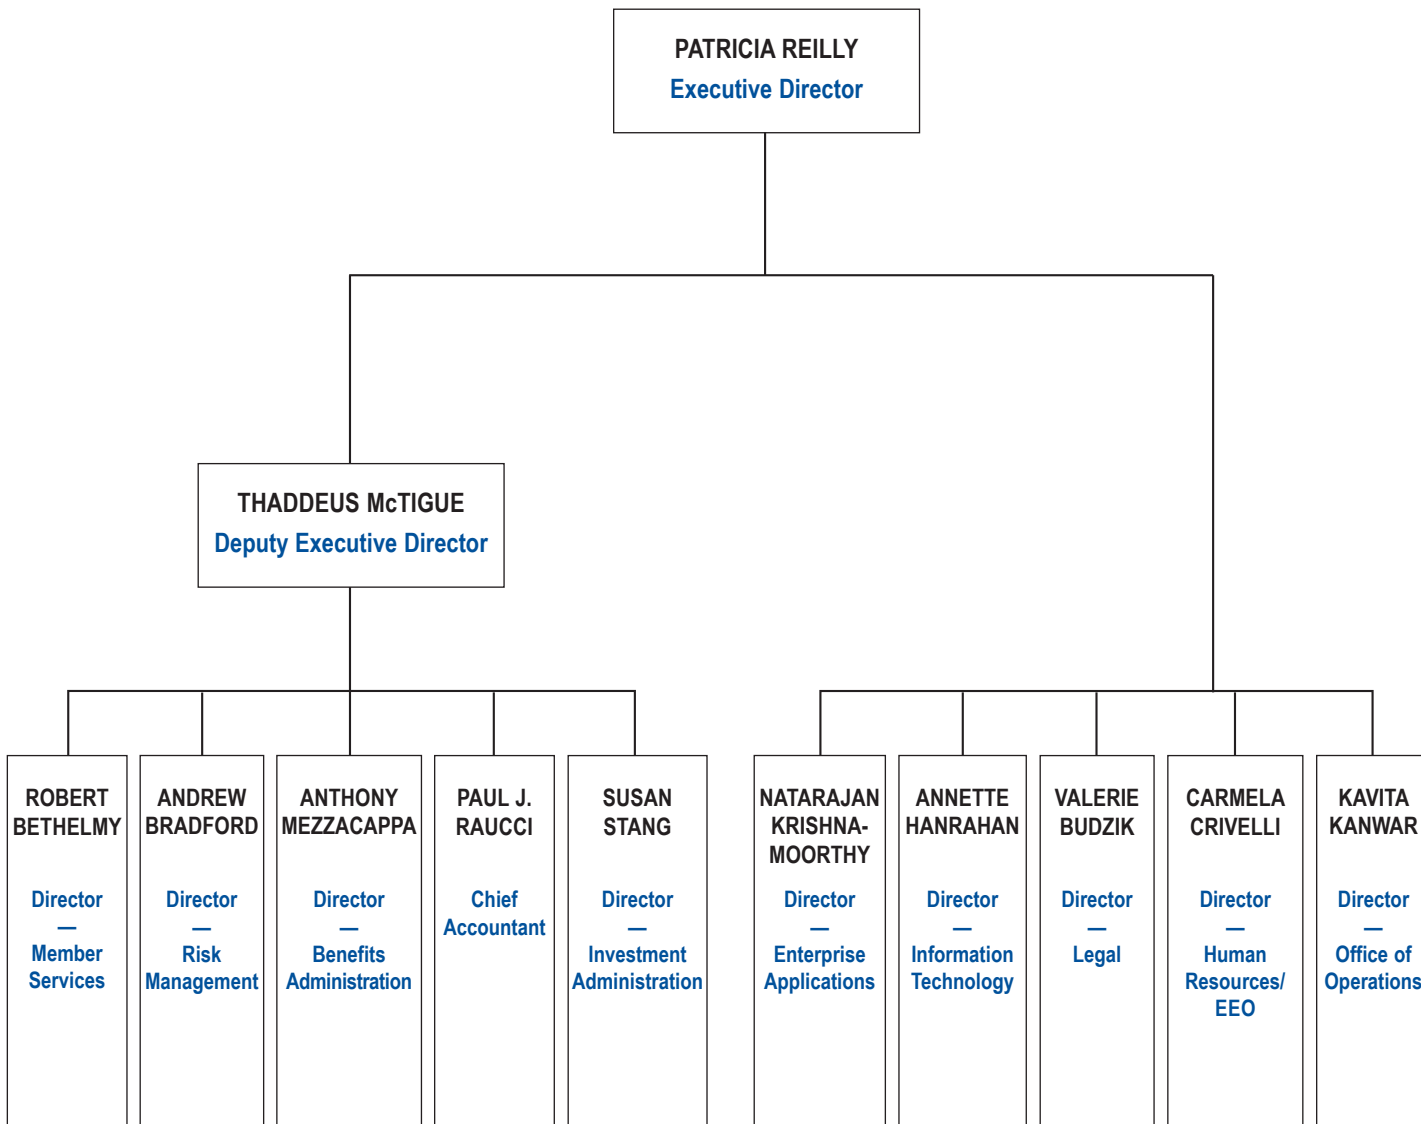 PATRICIA REILLY
Executive Director
THADDEUS McTIGUE
Deputy Executive Director
ROBERT
BETHELMY
Director
—
Member
Services
ANDREW
BRADFORD
Director
—
Risk
Management
ANTHONY
MEZZACAPPA
Director
—
Benefits
Administration
PAUL J.
RAUCCI
Chief
Accountant
SUSAN
STANG
Director
—
Investment
Administration
NATARAJAN
KRISHNA-
MOORTHY
Director
—
Enterprise
Applications
ANNETTE
HANRAHAN
Director
—
Information
Technology
VALERIE
BUDZIK
Director
—
Legal
CARMELA
CRIVELLI
Director
—
Human
Resources/
EEO
KAVITA
KANWAR
Director
—
Office of
Operations